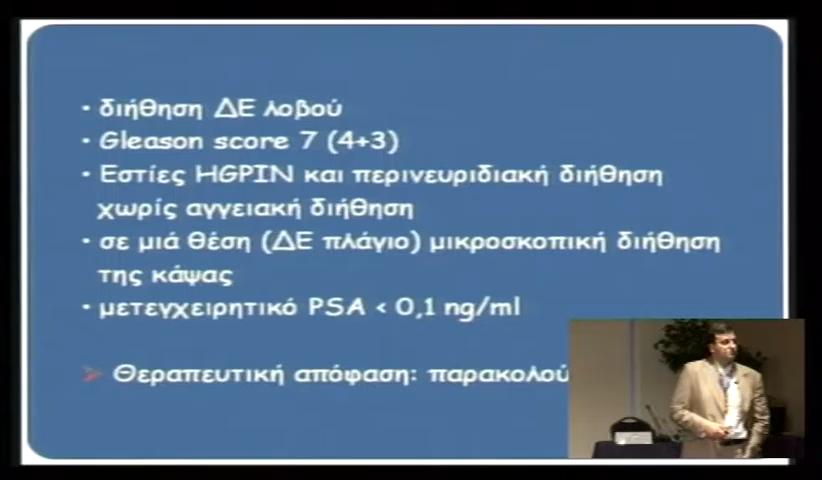 • διήθηση ΔΕ λοβού
• Gleason score 7 (4+3)
• Εστίες HGPIN και περινευριδιακή διήθηση
χωρίς αγγειακή διήθηση
• σε μιά θέση (ΔΕ πλάγιο) μικροσκοπική διήθηση
της κάψας
• μετεγχειρητικό PSA < 0,1 ng/ml
➢ Θεραπευτική απόφαση: